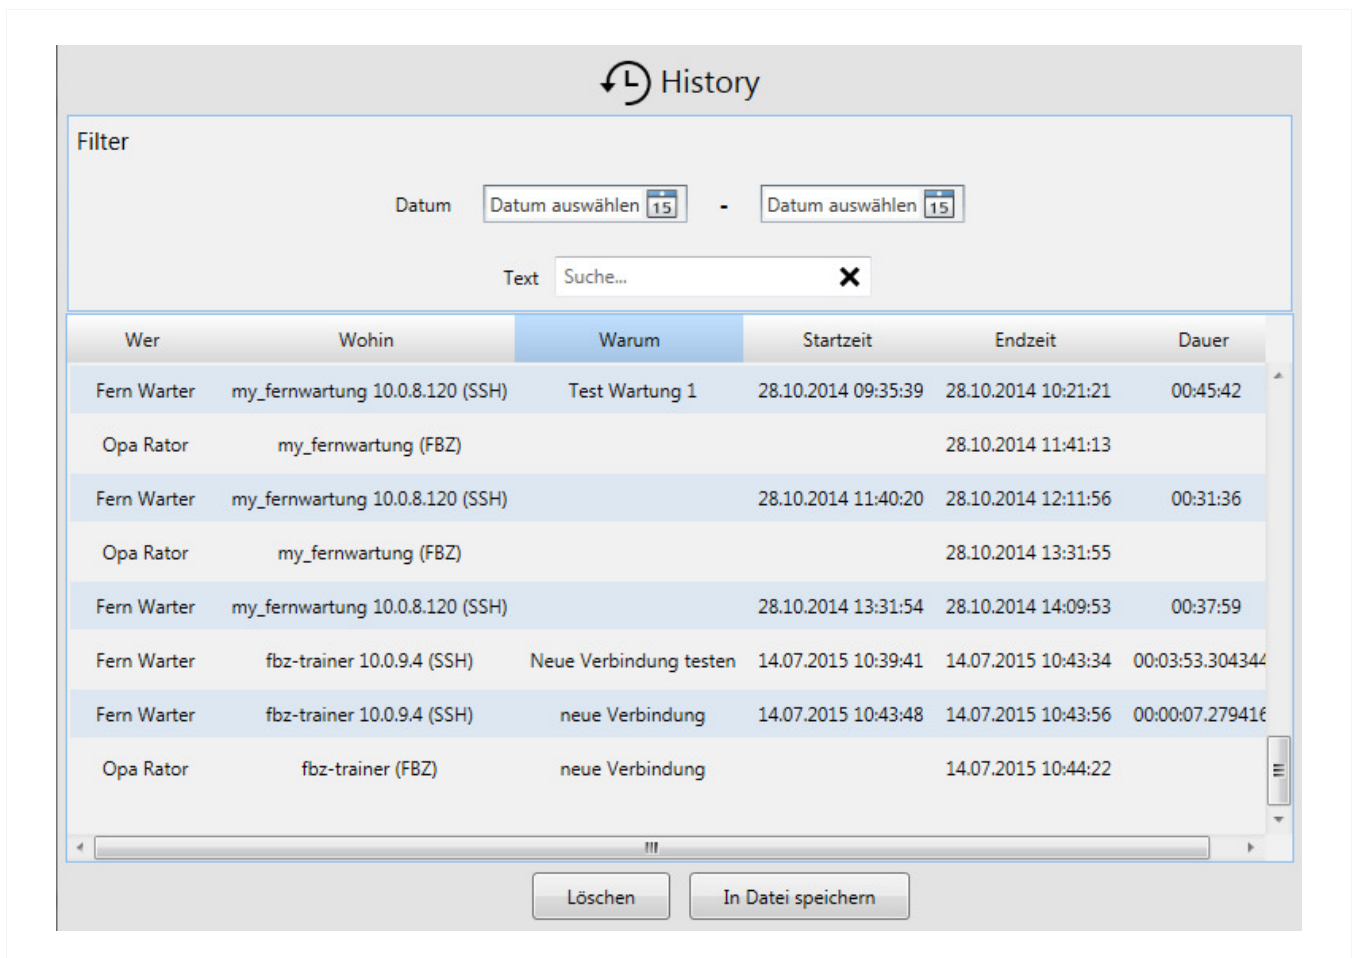 History
Filter
Datum Datum auswählen 15 - Datum auswählen 15
Text Suche...
Wer Wohin Warum Startzeit Endzeit Dauer
Fern Warter my_fernwartung 10.0.8.120 (SSH) Test Wartung 1 28.10.2014 09:35:39 28.10.2014 10:21:21 00:45:42
Opa Rator my_fernwartung (FBZ) 28.10.2014 11:41:13
Fern Warter my_fernwartung 10.0.8.120 (SSH) 28.10.2014 11:40:20 28.10.2014 12:11:56 00:31:36
Opa Rator my_fernwartung (FBZ) 28.10.2014 13:31:55
Fern Warter my_fernwartung 10.0.8.120 (SSH) 28.10.2014 13:31:54 28.10.2014 14:09:53 00:37:59
Fern Warter fbz-trainer 10.0.9.4 (SSH) Neue Verbindung testen 14.07.2015 10:39:41 14.07.2015 10:43:34 00:03:53.304344
Fern Warter fbz-trainer 10.0.9.4 (SSH) neue Verbindung 14.07.2015 10:43:48 14.07.2015 10:43:56 00:00:07.279416
Opa Rator fbz-trainer (FBZ) neue Verbindung 14.07.2015 10:44:22
Löschen In Datei speichern